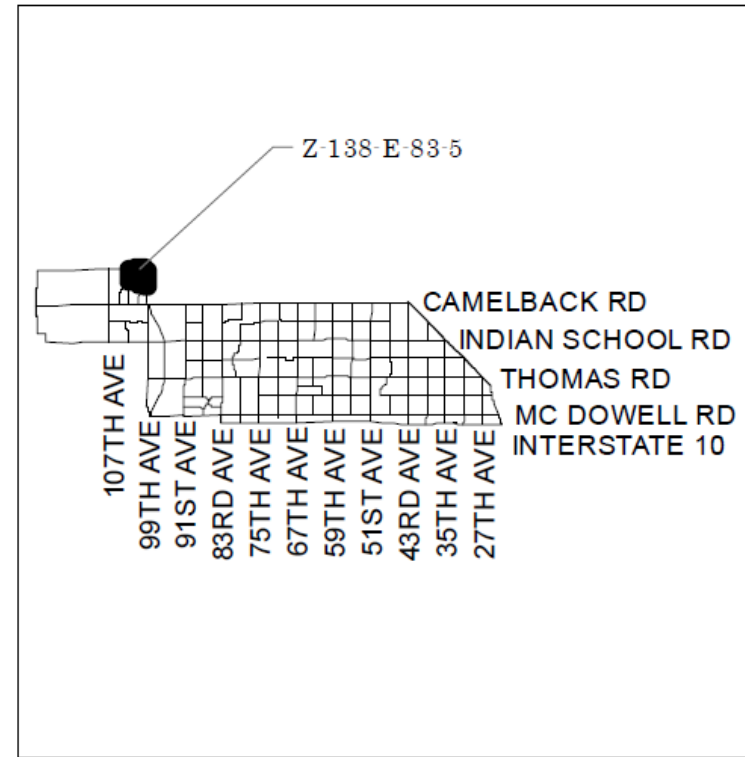 Z-138-E-83-5
CAMELBACK RD
INDIAN SCHOOL RD
THOMAS RD
MC DOWELL RD
INTERSTATE 10
107TH AVE
99TH AVE
91ST AVE
83RD AVE
75TH AVE
67TH AVE
59TH AVE
51ST AVE
43RD AVE
35TH AVE
27TH AVE